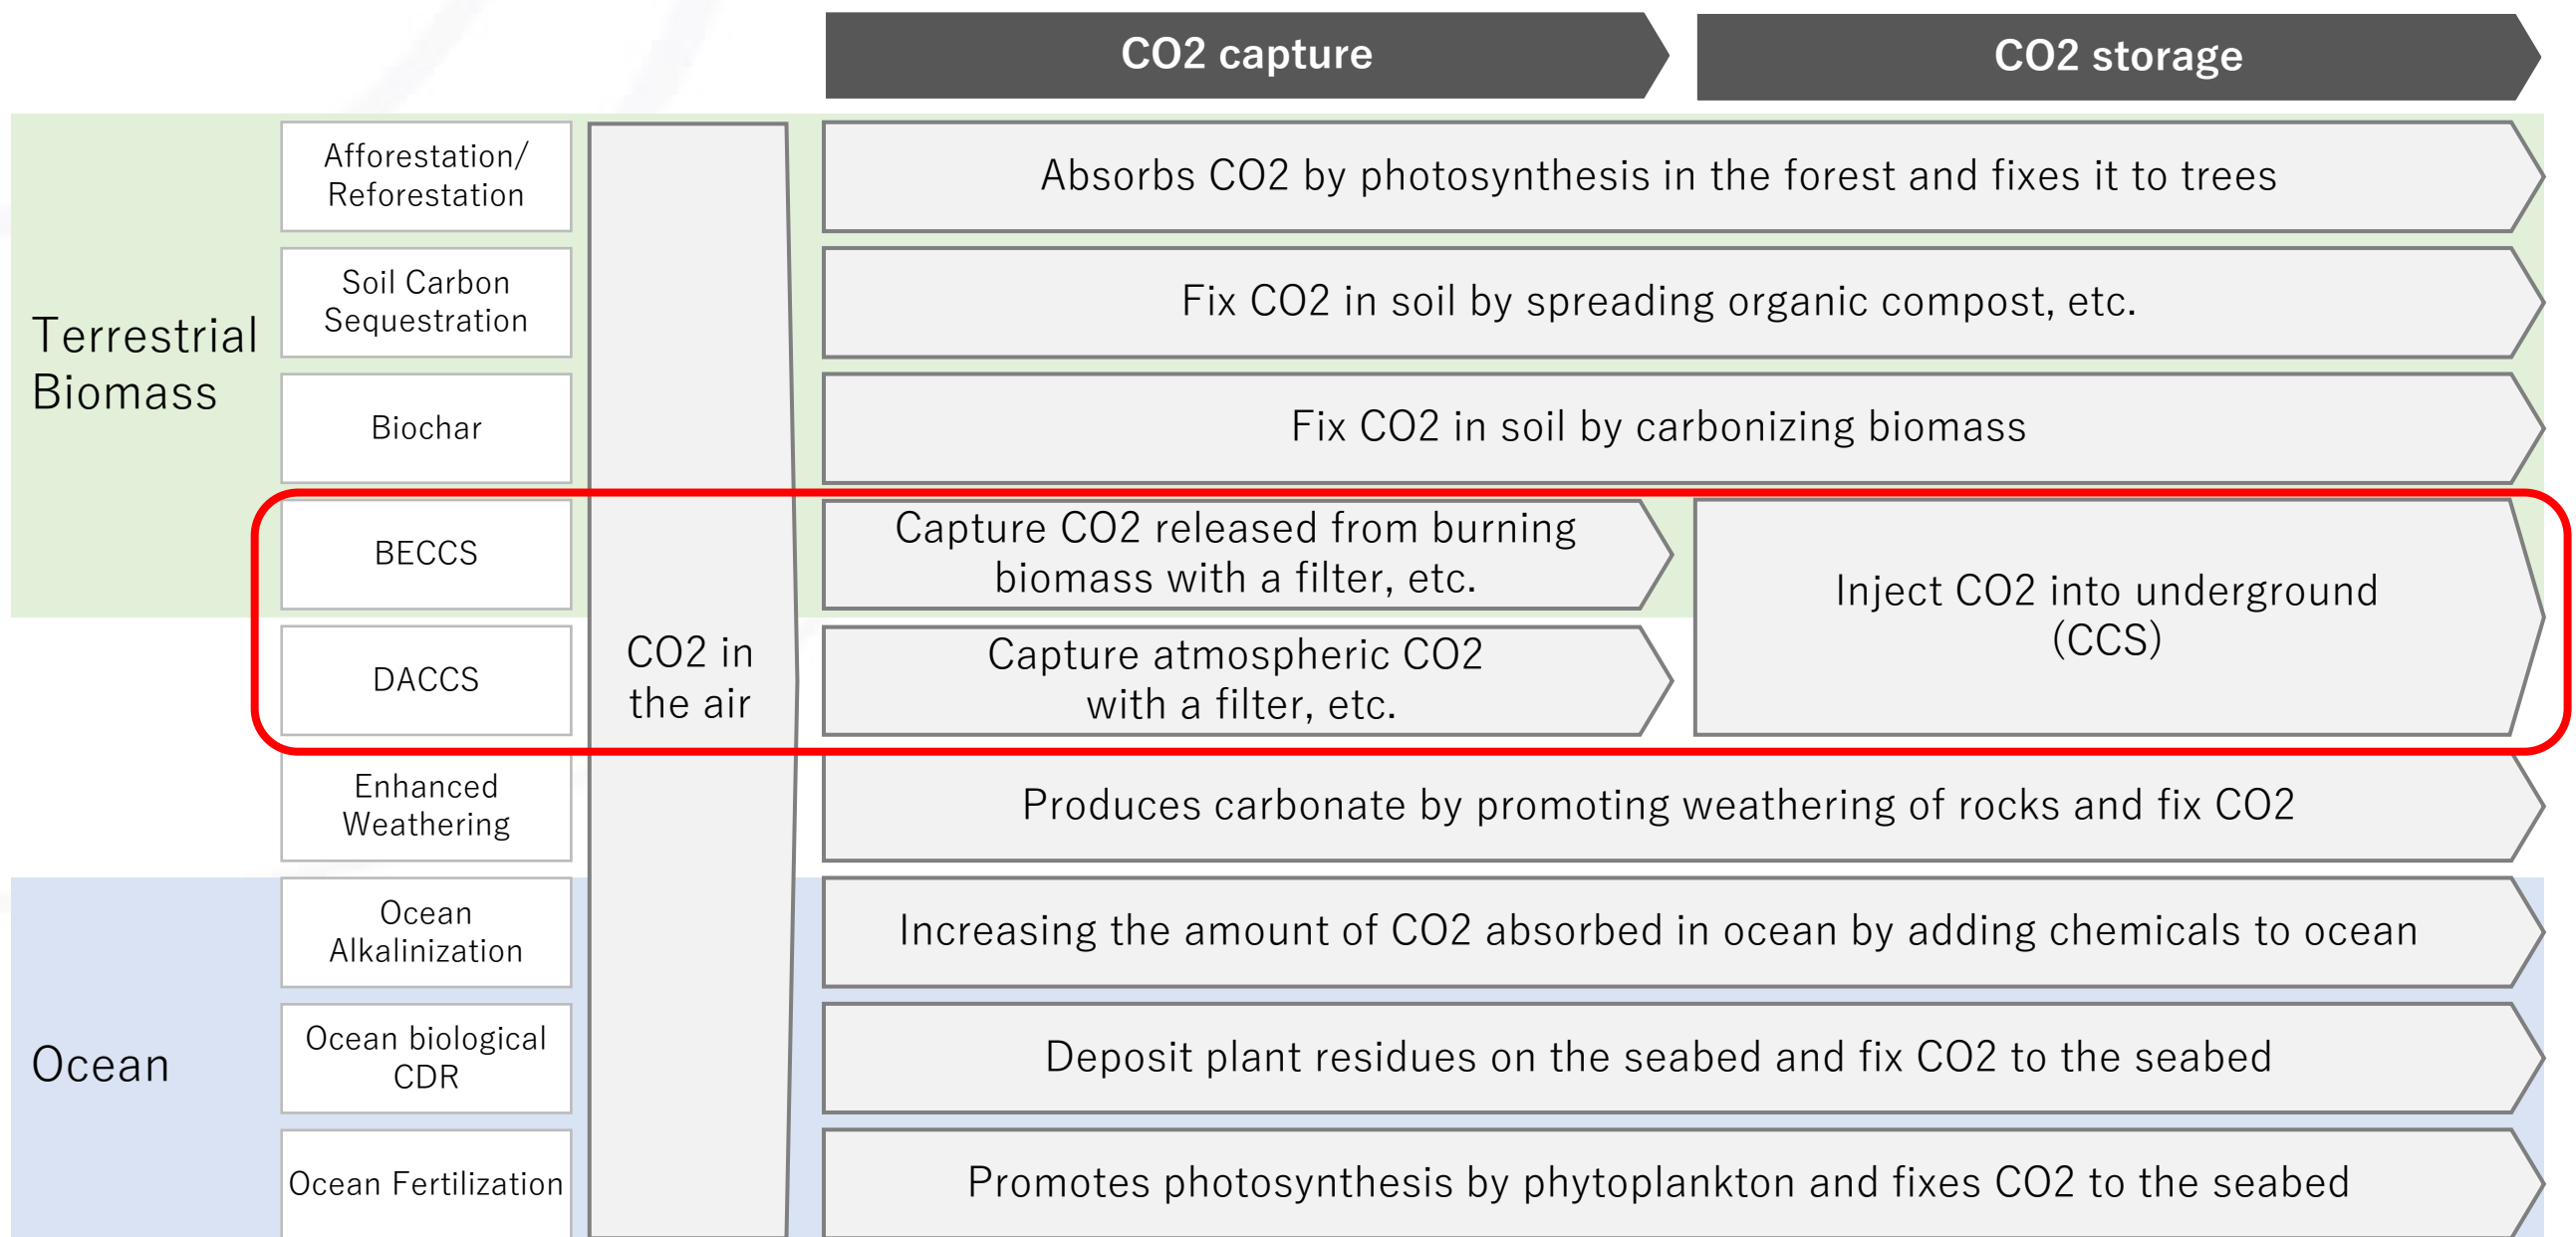 CO2 capture
CO2 storage
Terrestrial
Biomass
Afforestation/
Reforestation
Absorbs CO2 by photosynthesis in the forest and fixes it to trees
Soil Carbon
Sequestration
Fix CO2 in soil by spreading organic compost, etc.
Biochar
Fix CO2 in soil by carbonizing biomass
BECCS
Capture CO2 released from burning
biomass with a filter, etc.
Inject CO2 into underground
(CCS)
DACCS
CO2 in
the air
Capture atmospheric CO2
with a filter, etc.
Enhanced
Weathering
Produces carbonate by promoting weathering of rocks and fix CO2
Ocean
Ocean
Alkalinization
Increasing the amount of CO2 absorbed in ocean by adding chemicals to ocean
Ocean biological
CDR
Deposit plant residues on the seabed and fix CO2 to the seabed
Ocean Fertilization
Promotes photosynthesis by phytoplankton and fixes CO2 to the seabed